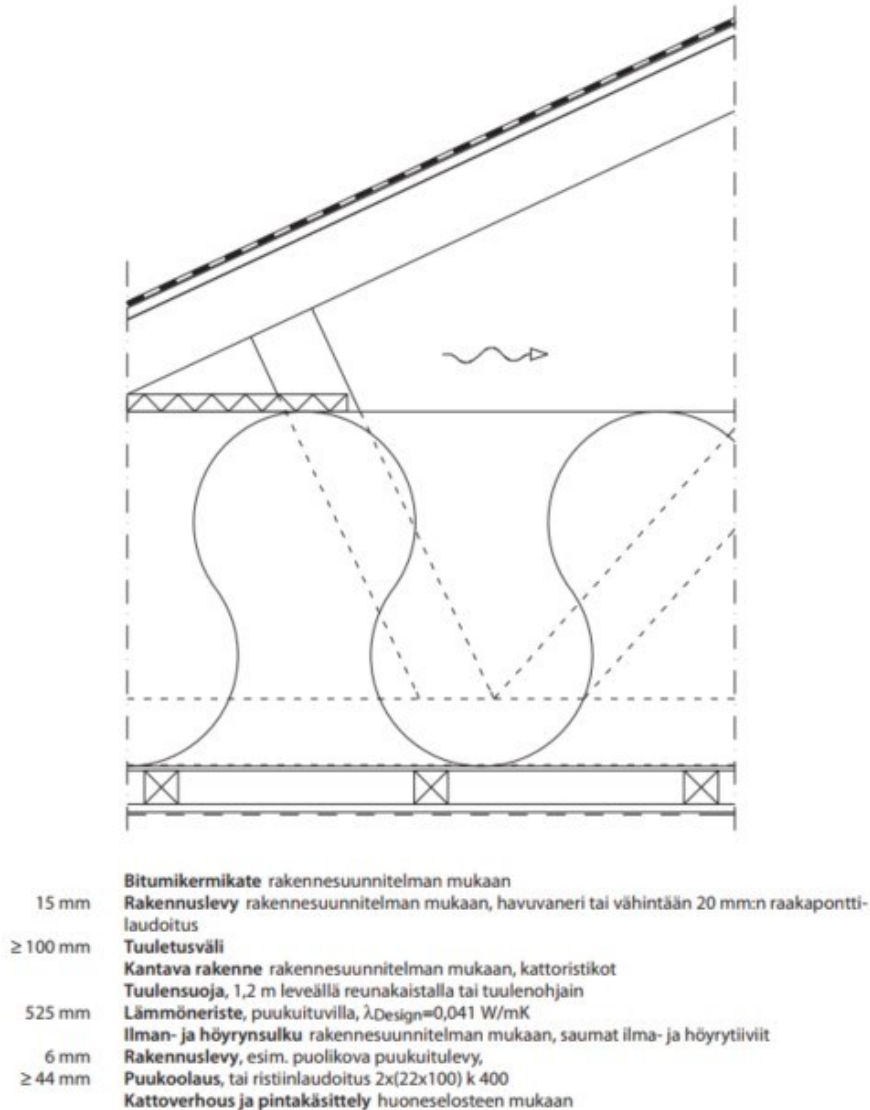 Bitumikermikate rakennesuunnitelman mukaan
15 mm Rakennuslevy rakennesuunnitelman mukaan, havuvaneri tai vähintään 20 mm:n raakapontti-
laudoitus
≥ 100 mm Tuuletusväli
Kantava rakenne rakennesuunnitelman mukaan, kattoristikot
Tuulensuoja, 1,2 m leveällä reunakaistalla tai tuulenohjain
525 mm Lämmöneriste, puukuituvilla, λDesign=0,041 W/mK
Ilman- ja höyrynsulku rakennesuunnitelman mukaan, saumat ilma- ja höyrytiiviit
6 mm Rakennuslevy, esim. puolikova puukuitulevy,
≥ 44 mm Puukoolaus, tai ristiinlaudoitus 2x(22x100) k 400
Kattoverhous ja pintakäsittely huoneselosteen mukaan